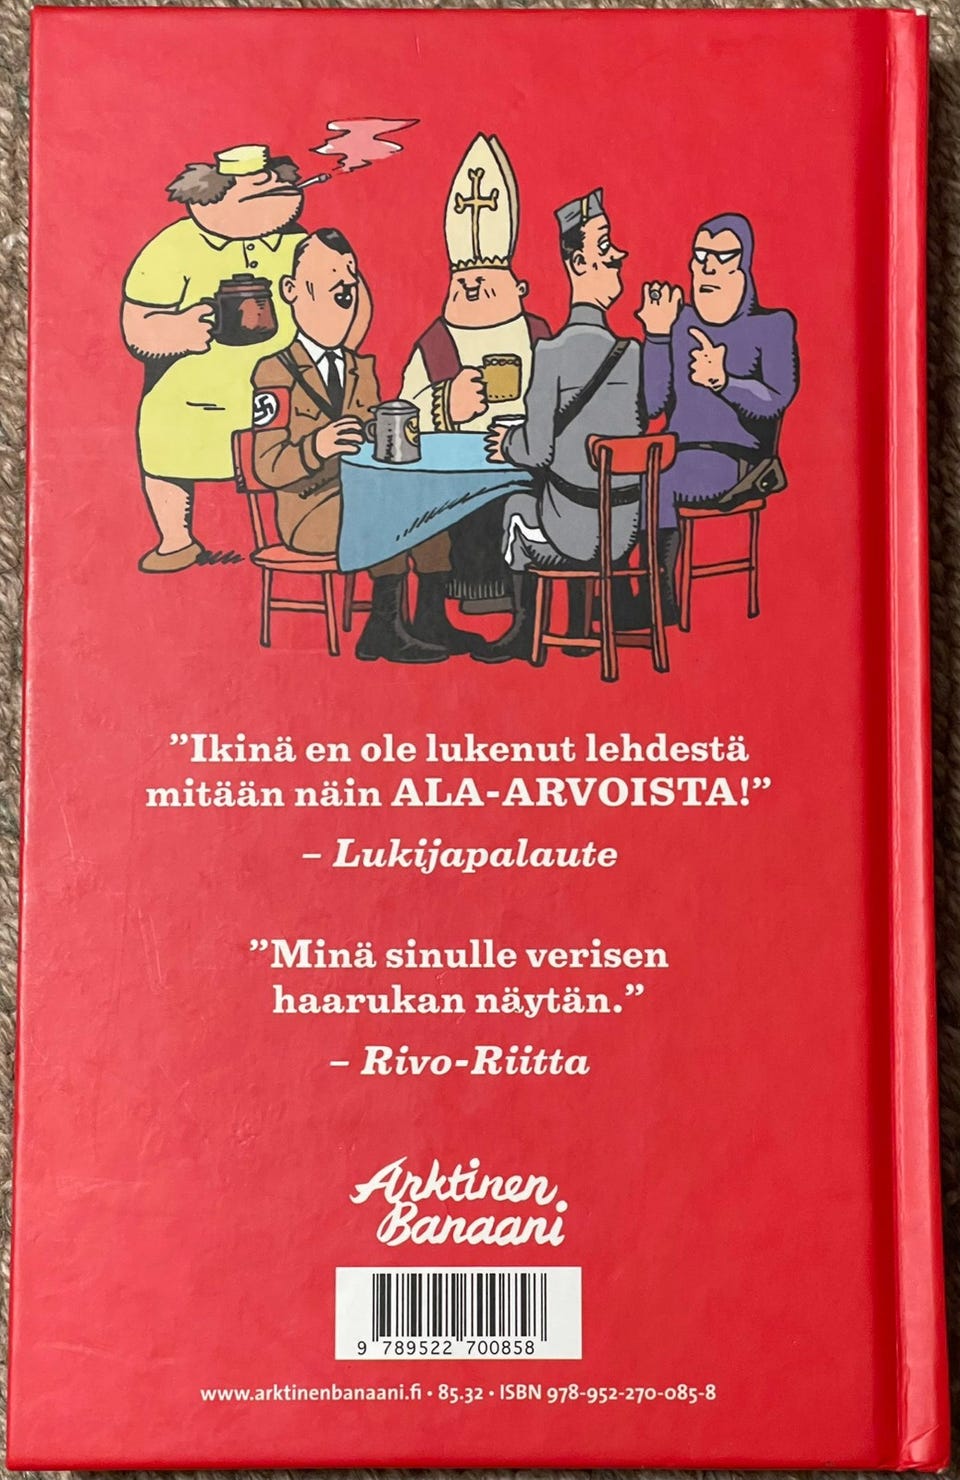 ”Ikinä en ole lukenut lehdestä
mitään näin ALA-ARVOISTA!”
– Lukijapalaute
”Minä sinulle verisen
haarukan näytän.”
– Rivo-Riitta
Arktinen
Banaani
9 789522 700858
www.arktinenbanaani.fi • 85.32 • ISBN 978-952-270-085-8